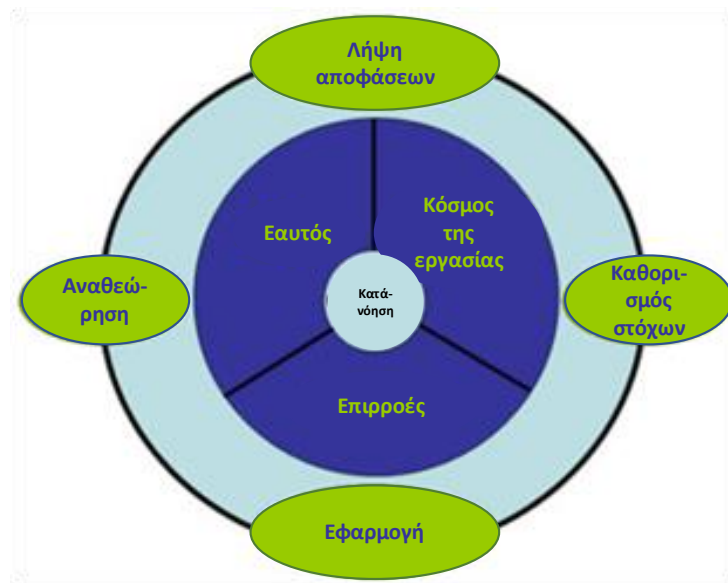 Λήψη
αποφάσεων
Εαυτός
Κόσμος
της
εργασίας
Αναθεώ-
ρηση
Κατά-
νόηση
Καθορι-
σμός
στόχων
Επιρροές
Εφαρμογή